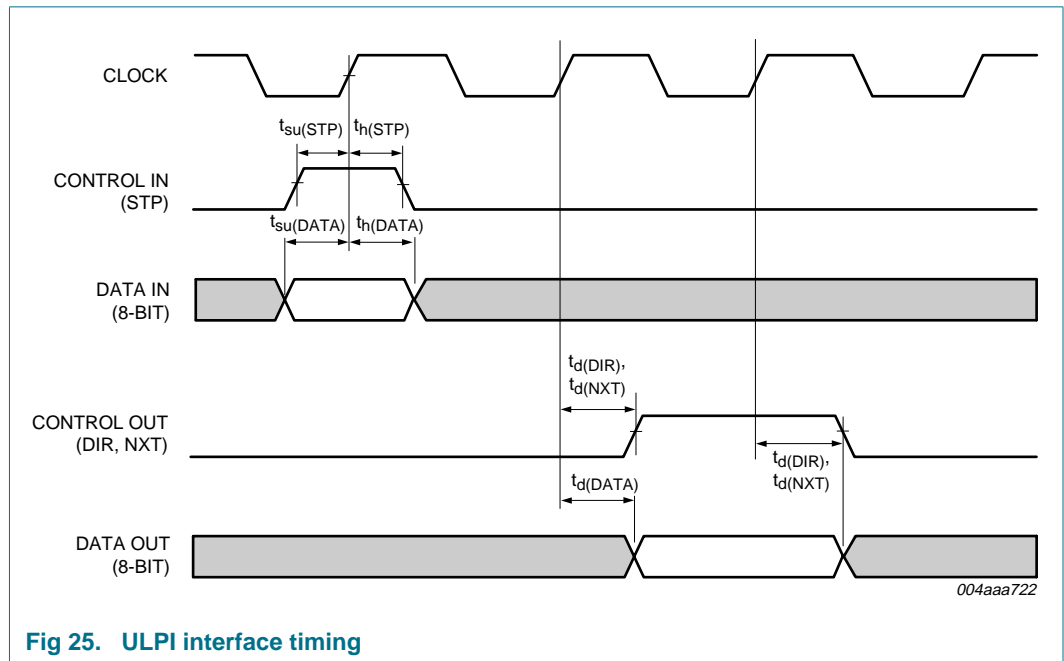 CLOCK
tsu(STP) th(STP)
CONTROL IN
(STP)
tsu(DATA) th(DATA)
DATA IN
(8-BIT)
td(DIR),
td(NXT)
CONTROL OUT
(DIR, NXT)
td(DIR),
td(NXT)
td(DATA)
DATA OUT
(8-BIT)
004aaa722
Fig 25. ULPI interface timing